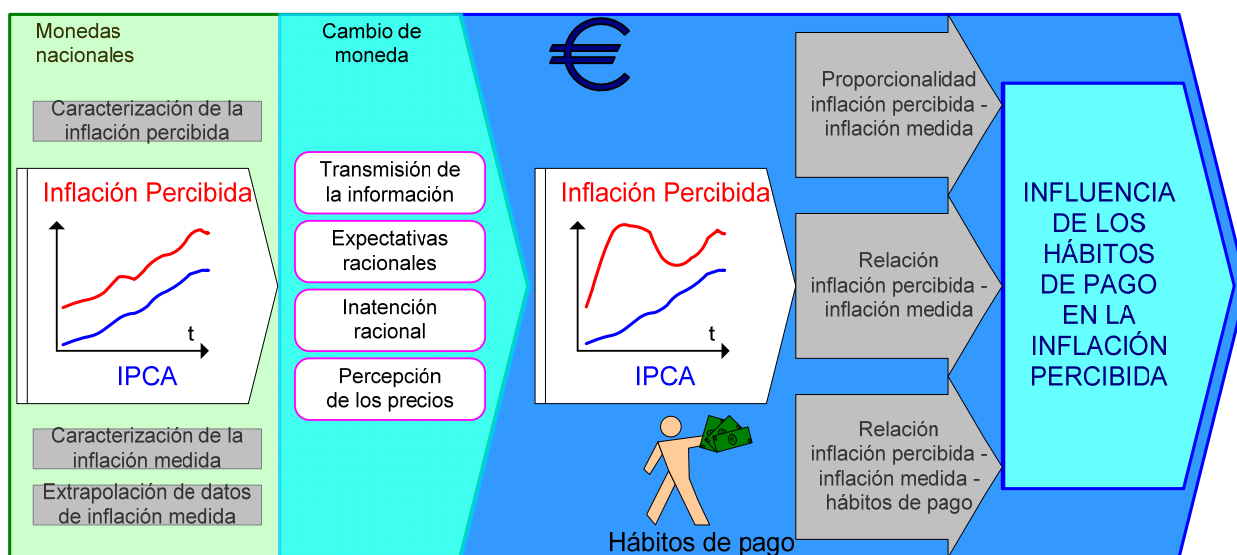 Monedas
nacionales
Caracterización de la
inflación percibida
Inflación Percibida
t
IPCA
Caracterización de la
inflación medida
Extrapolación de datos
de inflación medida
Cambio de
moneda
Transmisión de
la información
Expectativas
racionales
Inatención
racional
Percepción
de los precios
€
Inflación Percibida
t
IPCA
Hábitos de pago
Proporcionalidad
inflación percibida -
inflación medida
Relación
inflación percibida -
inflación medida
Relación
inflación percibida -
inflación medida -
hábitos de pago
INFLUENCIA
DE LOS
HÁBITOS
DE PAGO
EN LA
INFLACIÓN
PERCIBIDA